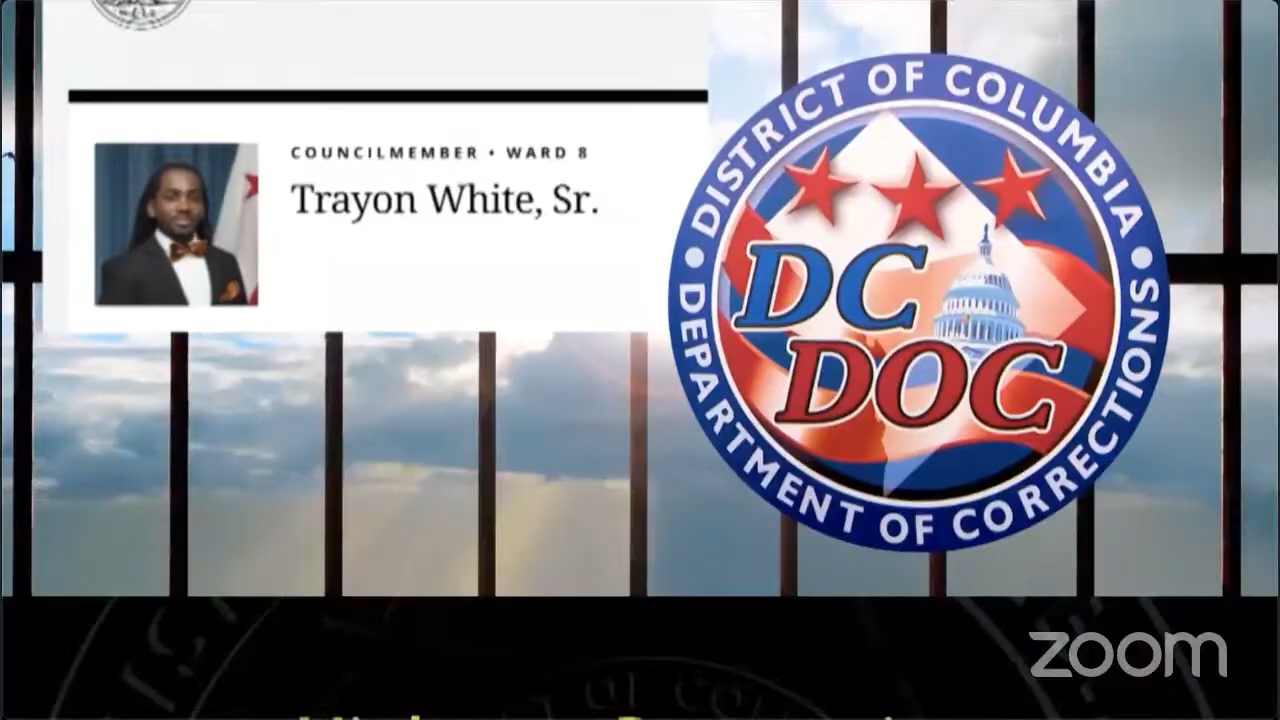 COUNCILMEMBER • WARD 8
Trayon White, Sr.
• DISTRICT OF COLUMBIA •
DC
DOC
DEPARTMENT OF CORRECTIONS
zoom